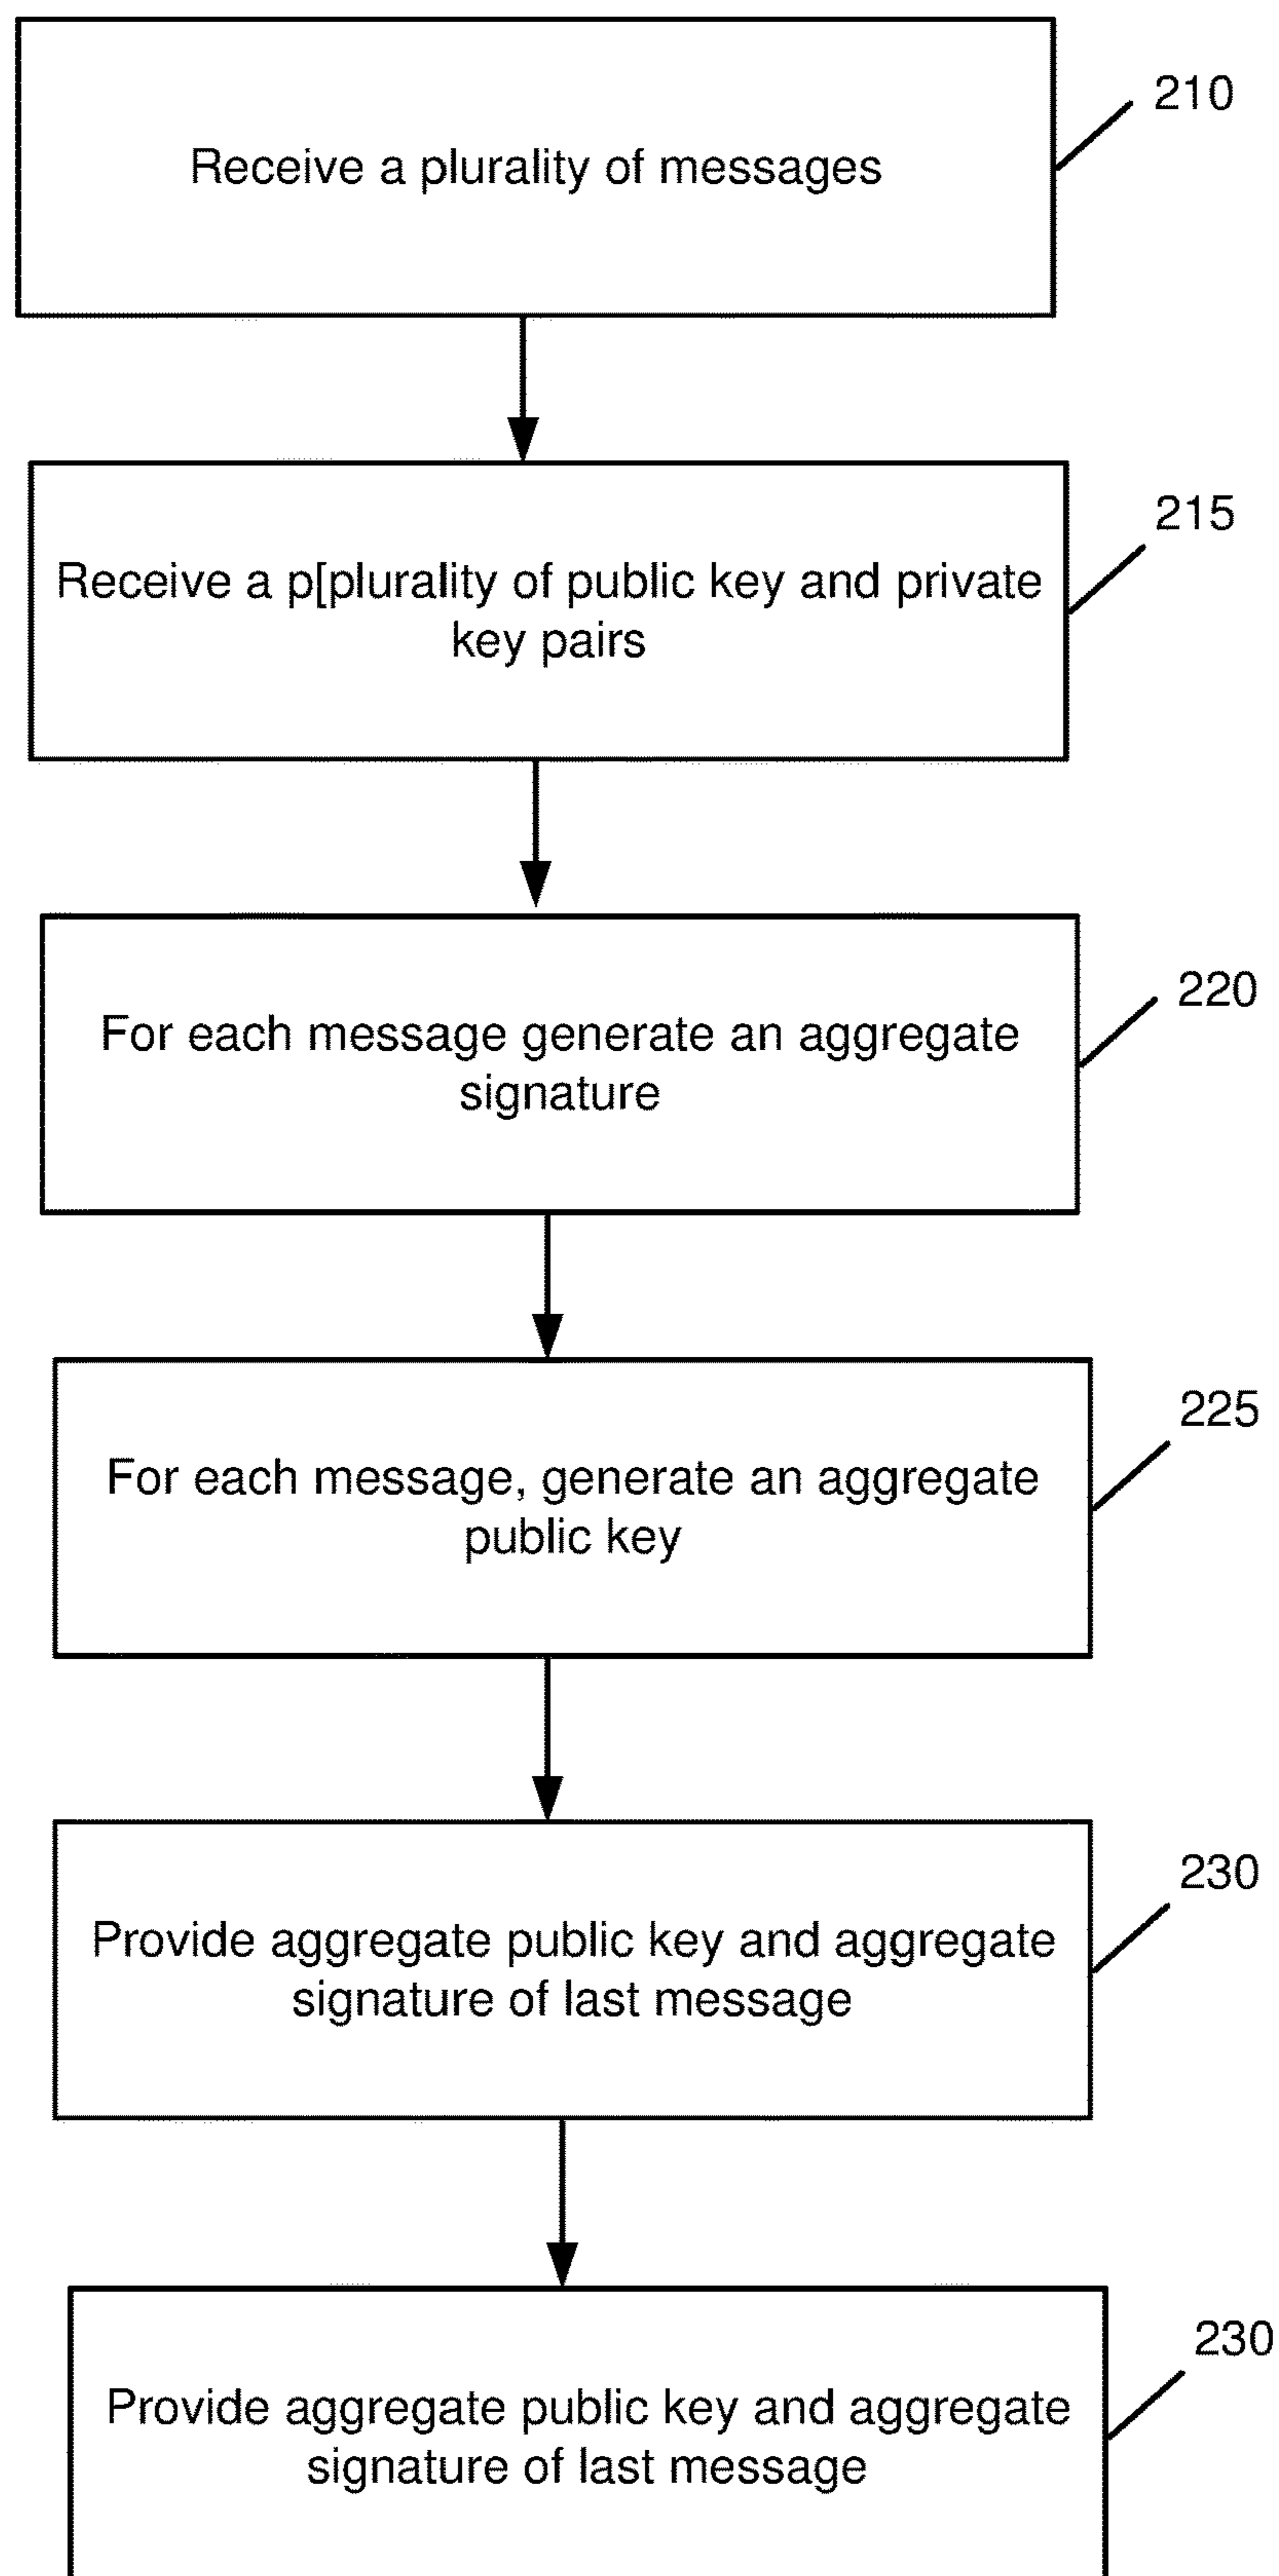 210
Receive a plurality of messages
215
Receive a p[plurality of public key and private
key pairs
220
For each message generate an aggregate
signature
225
For each message, generate an aggregate
public key
230
Provide aggregate public key and aggregate
signature of last message
230
Provide aggregate public key and aggregate
signature of last message